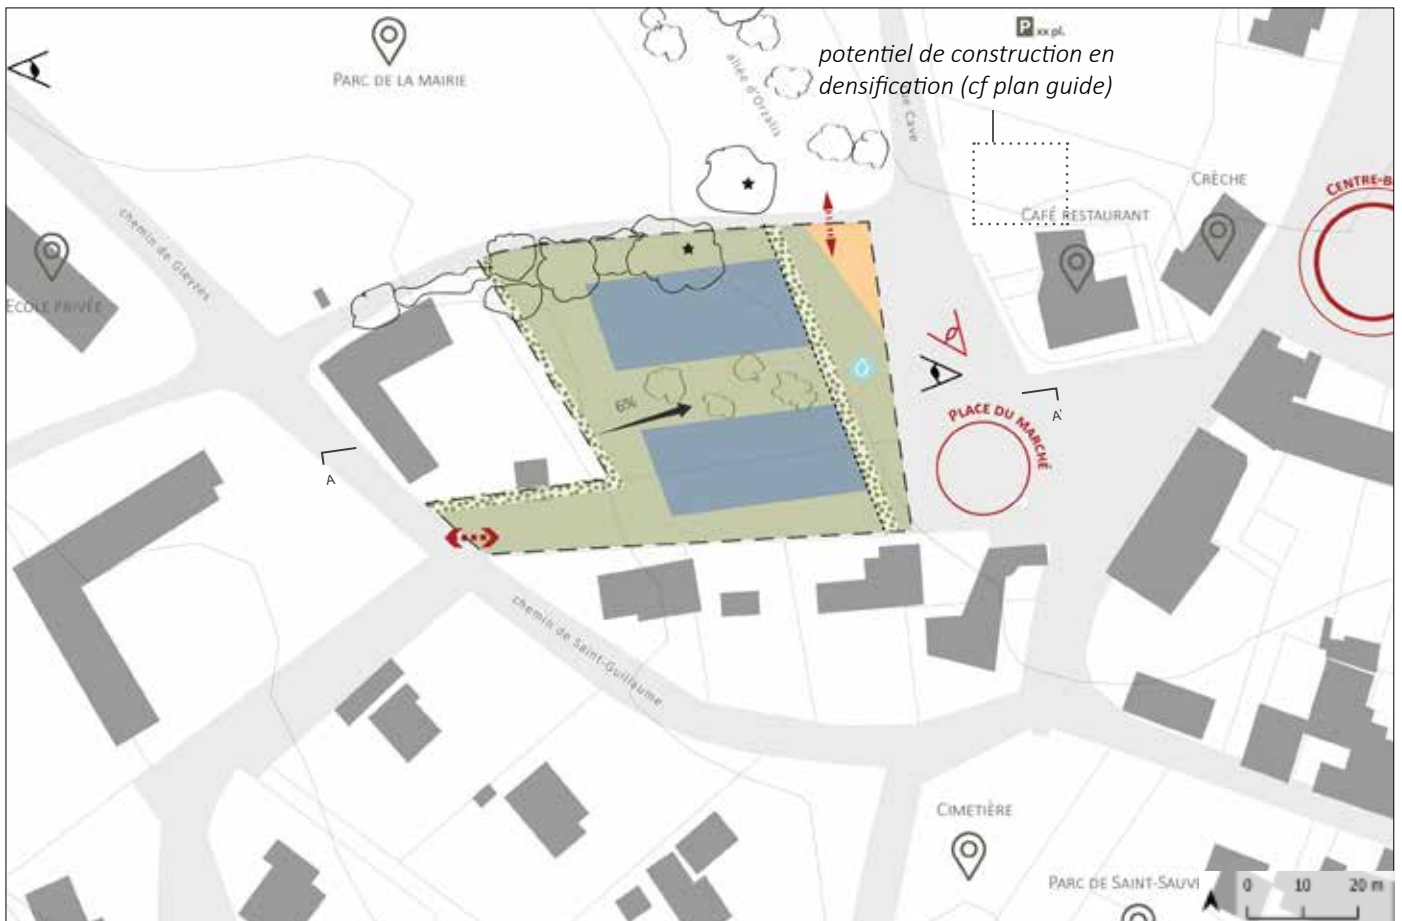 P xx pl.
potentiel de construction en
densification (cf plan guide)
PARC DE LA MAIRIE
allée d'Orzalis
Cave
CRÈCHE
CENTRE-B
chemin de Gleyzes
CAFÉ RESTAURANT
ECOLE PRIVÉE
6%
PLACE DU MARCHÉ
A'
A
chemin de Saint-Guillaume
CIMETIÈRE
PARC DE SAINT-SAUV
0 10 20 m